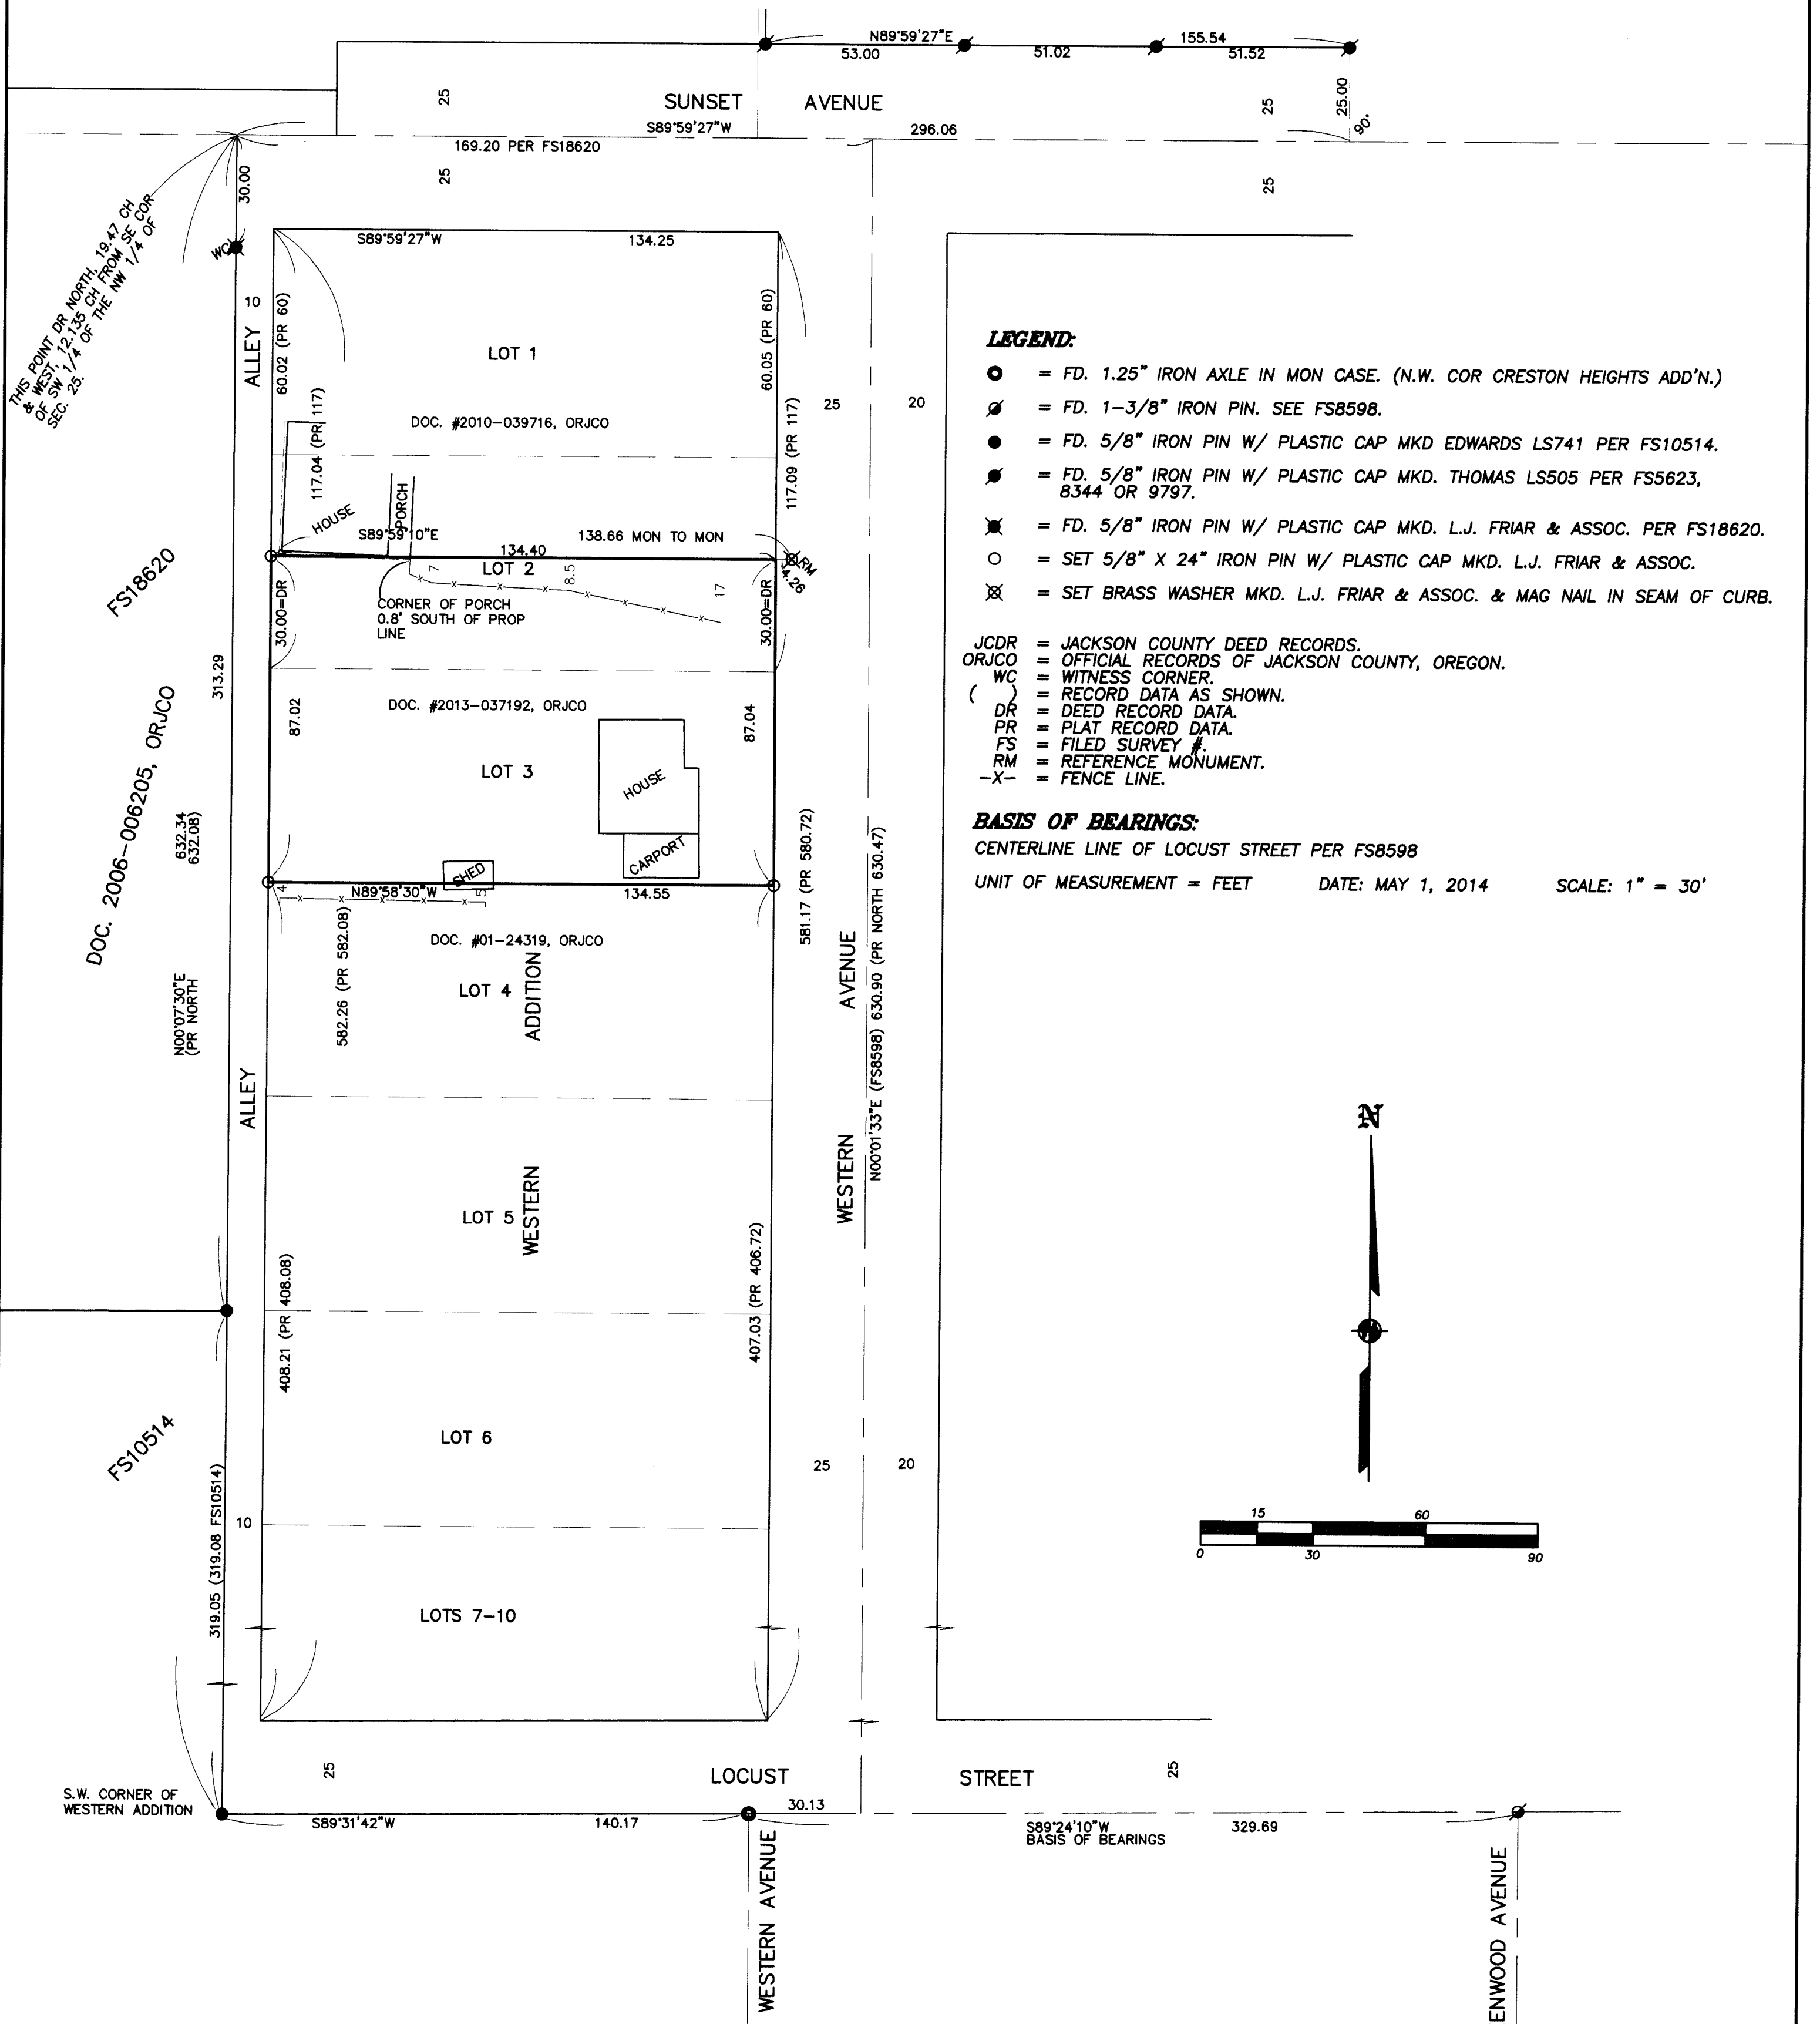 N89°59'27"E
155.54
53.00
51.02
51.52
25.00
90°
25
SUNSET AVENUE
25
S89°59'27"W
296.06
169.20 PER FS18620
25
25
30.00
THIS POINT DR NORTH, 19.47 CH
& WEST, 12.135 CH FROM SE COR
OF SW 1/4 OF THE NW 1/4 OF
SEC. 25.
WC
S89°59'27"W
134.25
10
ALLEY
60.02 (PR 60)
60.05 (PR 60)
LOT 1
117.04 (PR 117)
117.09 (PR 117)
25
20
DOC. #2010-039716, ORJCO
HOUSE
PORCH
S89°59'10"E
138.66 MON TO MON
134.40
RM
4.26
LOT 2
7
8.5
17
CORNER OF PORCH
0.8' SOUTH OF PROP
LINE
30.00=DR
30.00=DR
FS18620
313.29
DOC. 2006-006205, ORJCO
DOC. #2013-037192, ORJCO
87.02
87.04
LOT 3
HOUSE
CARPORT
SHED
632.34
632.08)
4
N89°58'30"W
5
134.55
581.17 (PR 580.72)
582.26 (PR 582.08)
DOC. #01-24319, ORJCO
LOT 4
N00°07'30"E
(PR NORTH
WESTERN ADDITION
WESTERN AVENUE
N00°01'33"E (FS8598) 630.90 (PR NORTH 630.47)
ALLEY
LOT 5
408.21 (PR 408.08)
407.03 (PR 406.72)
LOT 6
FS10514
25
20
10
319.05 (319.08 FS10514)
LOTS 7-10
25
LOCUST STREET
25
S.W. CORNER OF
WESTERN ADDITION
30.13
S89°31'42"W
140.17
S89°24'10"W
329.69
BASIS OF BEARINGS
WESTERN AVENUE
ENWOOD AVENUE
LEGEND:
= FD. 1.25" IRON AXLE IN MON CASE. (N.W. COR CRESTON HEIGHTS ADD'N.)
= FD. 1-3/8" IRON PIN. SEE FS8598.
= FD. 5/8" IRON PIN W/ PLASTIC CAP MKD EDWARDS LS741 PER FS10514.
= FD. 5/8" IRON PIN W/ PLASTIC CAP MKD. THOMAS LS505 PER FS5623,
8344 OR 9797.
= FD. 5/8" IRON PIN W/ PLASTIC CAP MKD. L.J. FRIAR & ASSOC. PER FS18620.
= SET 5/8" X 24" IRON PIN W/ PLASTIC CAP MKD. L.J. FRIAR & ASSOC.
= SET BRASS WASHER MKD. L.J. FRIAR & ASSOC. & MAG NAIL IN SEAM OF CURB.
JCDR = JACKSON COUNTY DEED RECORDS.
ORJCO = OFFICIAL RECORDS OF JACKSON COUNTY, OREGON.
WC = WITNESS CORNER.
( ) = RECORD DATA AS SHOWN.
DR = DEED RECORD DATA.
PR = PLAT RECORD DATA.
FS = FILED SURVEY #.
RM = REFERENCE MONUMENT.
-X- = FENCE LINE.
BASIS OF BEARINGS:
CENTERLINE LINE OF LOCUST STREET PER FS8598
UNIT OF MEASUREMENT = FEET DATE: MAY 1, 2014 SCALE: 1" = 30'
N
15 60
0 30 90